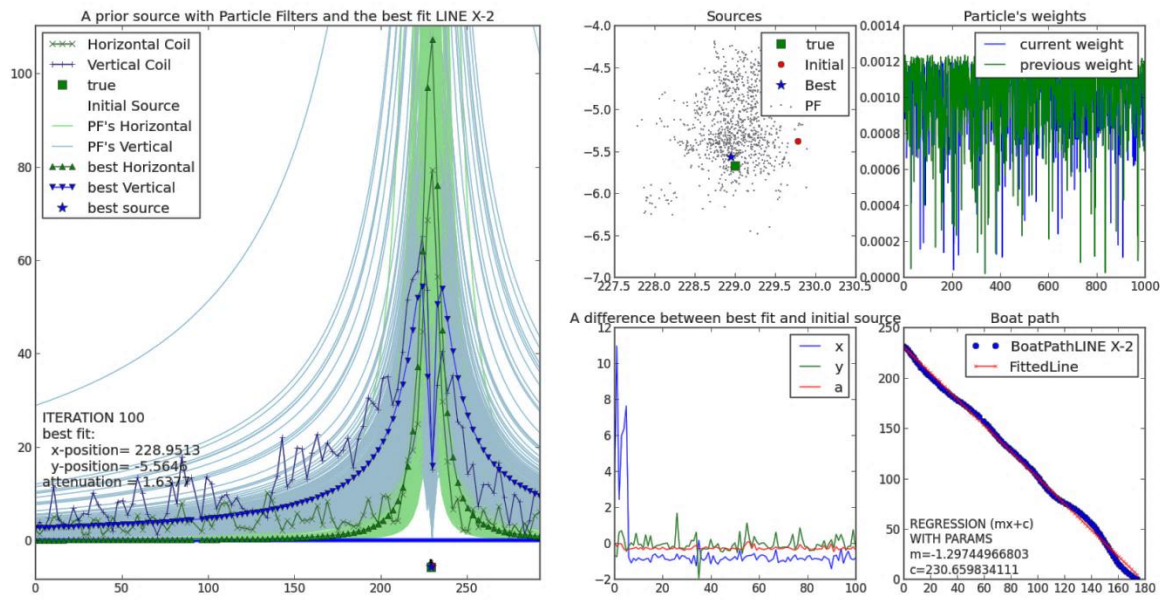 A prior source with Particle Filters and the best fit LINE X-2
100
80
60
40
20
0
0
50
100
150
200
250
Horizontal Coil
Vertical Coil
true
Initial Source
PF's Horizontal
PF's Vertical
best Horizontal
best Vertical
best source
ITERATION 100
best fit:
x-position= 228.9513
y-position= -5.5646
attenuation = 1.6377
Sources
-4.0
-4.5
-5.0
-5.5
-6.0
-6.5
-7.0
227.5
228.0
228.5
229.0
229.5
230.0
230.5
true
Initial
Best
PF
Particle's weights
0.0014
0.0012
0.0010
0.0008
0.0006
0.0004
0.0002
0.0000
0
200
400
600
800
1000
current weight
previous weight
A difference between best fit and initial source
12
10
8
6
4
2
0
-2
0
20
40
60
80
100
x
y
a
Boat path
250
200
150
100
50
0
0
20
40
60
80
100
120
140
160
180
BoatPathLINE X-2
FittedLine
REGRESSION (mx+c)
WITH PARAMS
m=-1.29744966803
c=230.659834111